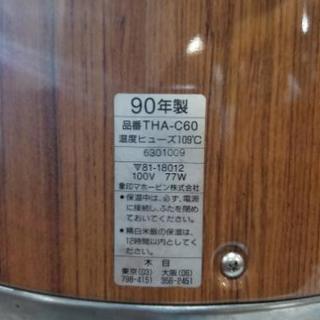 90年製
品番THA-C60
温度ヒューズ109℃
6301009
▽81-18012
100V 77W
象印マホービン株式会社
●保温中は、必ず、電源
に接続し、ふたを閉め
ておいてください。
●精白米飯の保温は、
12時間以内としてく
ださい。
木目
東京(03) 大阪(06)
798-4151 356-2451